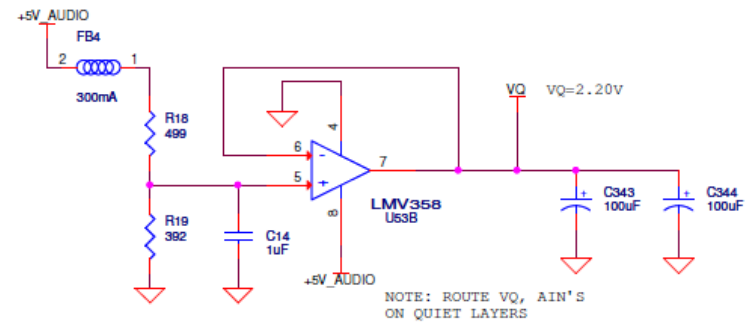 +5V_AUDIO
FB4
2
1
300mA
R18
499
R19
392
C14
1uF
6
-
5
+
4
8
7
LMV358
U53B
+5V_AUDIO
VQ
VQ=2.20V
+
C343
100uF
+
C344
100uF
NOTE: ROUTE VQ, AIN'S
ON QUIET LAYERS